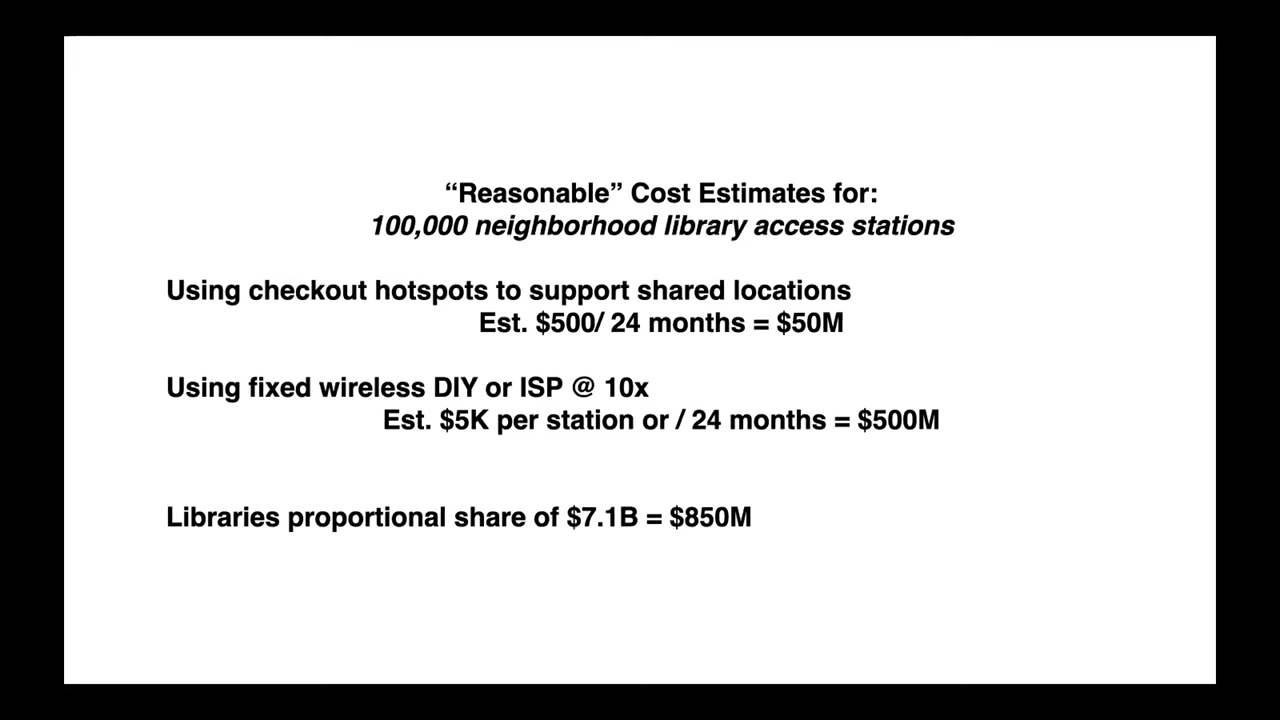 “Reasonable” Cost Estimates for:
100,000 neighborhood library access stations
Using checkout hotspots to support shared locations
Est. $500/ 24 months = $50M
Using fixed wireless DIY or ISP @ 10x
Est. $5K per station or / 24 months = $500M
Libraries proportional share of $7.1B = $850M